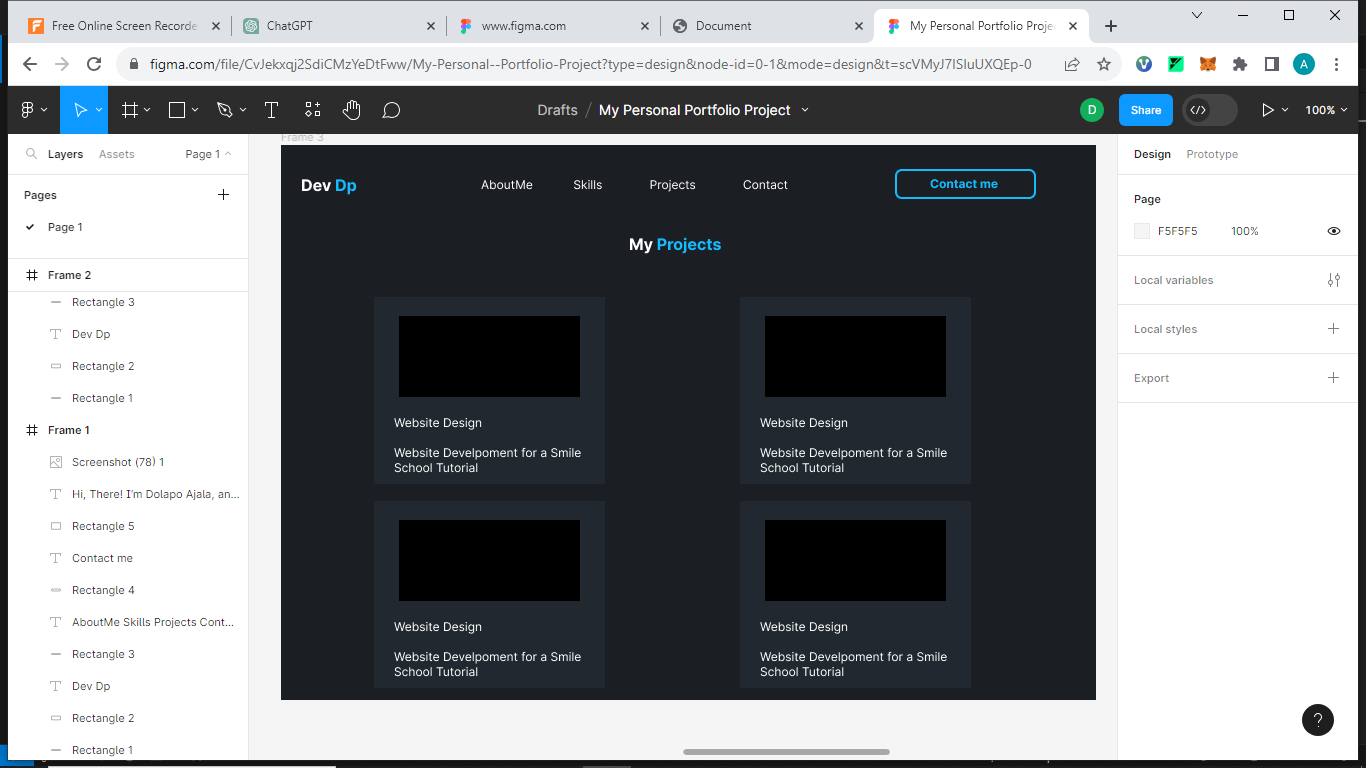 Free Online Screen Recorde
ChatGPT
www.figma.com
Document
My Personal Portfolio Proje
figma.com/file/CvJekxqj2SdiCMzYeDtFww/My-Personal--Portfolio-Project?type=design&node-id=0-1&mode=design&t=scVMyJ7ISIuUXQEp-0
A
Drafts / My Personal Portfolio Project
D
Share
100%
Layers
Assets
Page 1
Pages
Page 1
Frame 2
Rectangle 3
Dev Dp
Rectangle 2
Rectangle 1
Frame 1
Screenshot (78) 1
Hi, There! I'm Dolapo Ajala, an...
Rectangle 5
Contact me
Rectangle 4
AboutMe Skills Projects Cont...
Rectangle 3
Dev Dp
Rectangle 2
Rectangle 1
Frame 3
Dev Dp
AboutMe
Skills
Projects
Contact
Contact me
My Projects
Website Design
Website Develpoment for a Smile
School Tutorial
Website Design
Website Develpoment for a Smile
School Tutorial
Website Design
Website Develpoment for a Smile
School Tutorial
Website Design
Website Develpoment for a Smile
School Tutorial
Design
Prototype
Page
F5F5F5
100%
Local variables
Local styles
Export
?